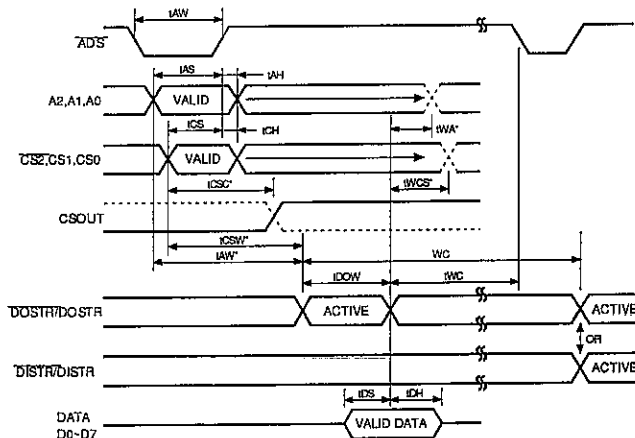 tAW
ADS
tAS
tAH
A2,A1,A0
VALID
tCS
tCH
tWA*
CS2,CS1,CS0
VALID
tCSC*
tWCS*
CSOUT
tCSW*
tAW*
WC
tDOW
tWC
DOSTR/DOSTR
ACTIVE
ACTIVE
OR
DISTR/DISTR
ACTIVE
tDS
tDH
DATA
D0~D7
VALID DATA